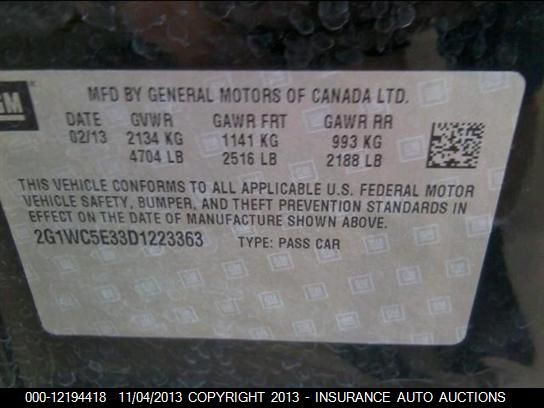 GM
MFD BY GENERAL MOTORS OF CANADA LTD.
DATE GVWR GAWR FRT GAWR RR
02/13 2134 KG 1141 KG 993 KG
4704 LB 2516 LB 2188 LB
THIS VEHICLE CONFORMS TO ALL APPLICABLE U.S. FEDERAL MOTOR
VEHICLE SAFETY, BUMPER, AND THEFT PREVENTION STANDARDS IN
EFFECT ON THE DATE OF MANUFACTURE SHOWN ABOVE.
2G1WC5E33D1223363 TYPE: PASS CAR
000-12194418 11/04/2013 COPYRIGHT 2013 - INSURANCE AUTO AUCTIONS